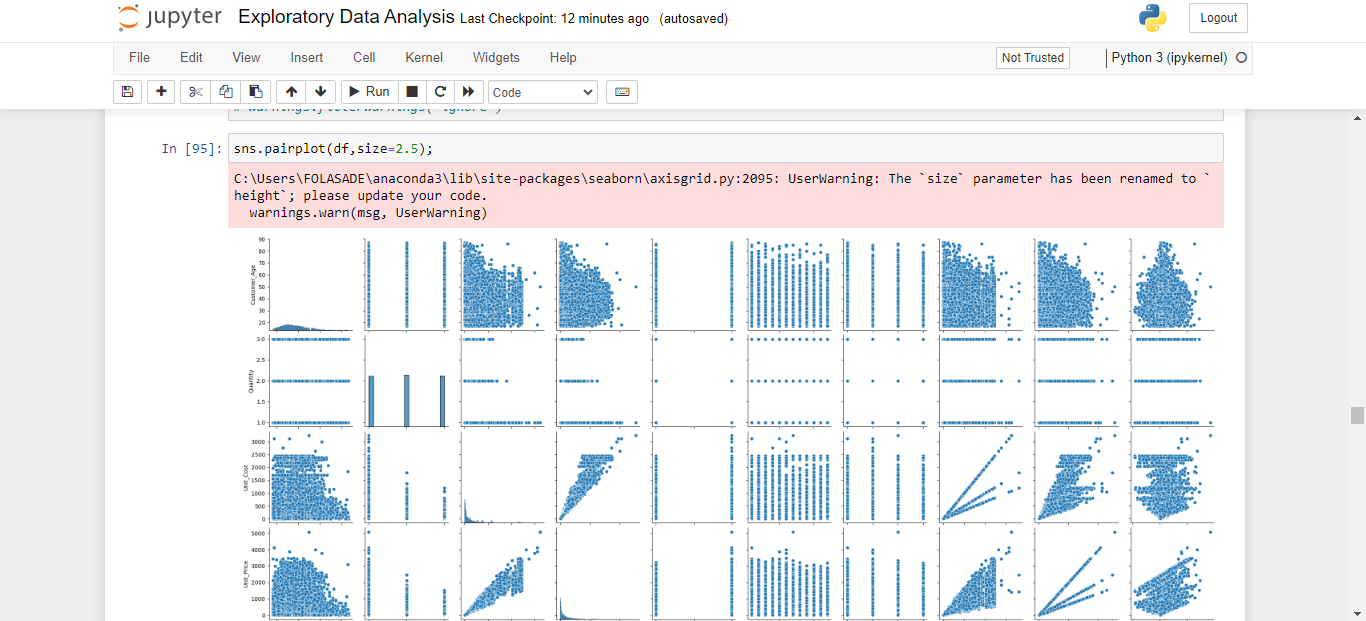 jupyter Exploratory Data Analysis Last Checkpoint: 12 minutes ago (autosaved)
Logout
File Edit View Insert Cell Kernel Widgets Help
Not Trusted
Python 3 (ipykernel)
Run
Code
In [95]: sns.pairplot(df,size=2.5);
C:\Users\FOLASADE\anaconda3\lib\site-packages\seaborn\axisgrid.py:2095: UserWarning: The `size` parameter has been renamed to `
height`; please update your code.
warnings.warn(msg, UserWarning)
90
80
70
60
50
40
30
20
Customer_Age
3.0
2.5
2.0
1.5
1.0
Quantity
3000
2500
2000
1500
1000
500
0
Unit_Cost
5000
4000
3000
2000
1000
0
Unit_Price